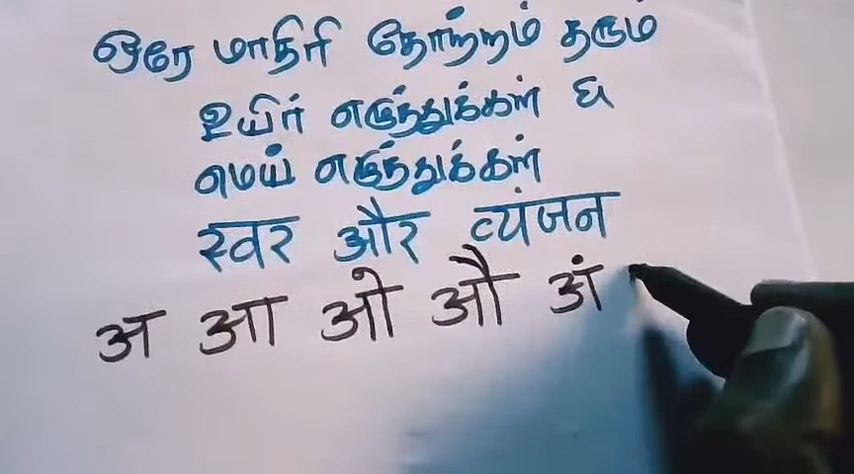 ஒரே மாதிரி தோற்றம் தரும்
உயிர் எழுத்துக்கள் &
மெய் எழுத்துக்கள்
स्वर और व्यंजन
अ आ ओ औ अं